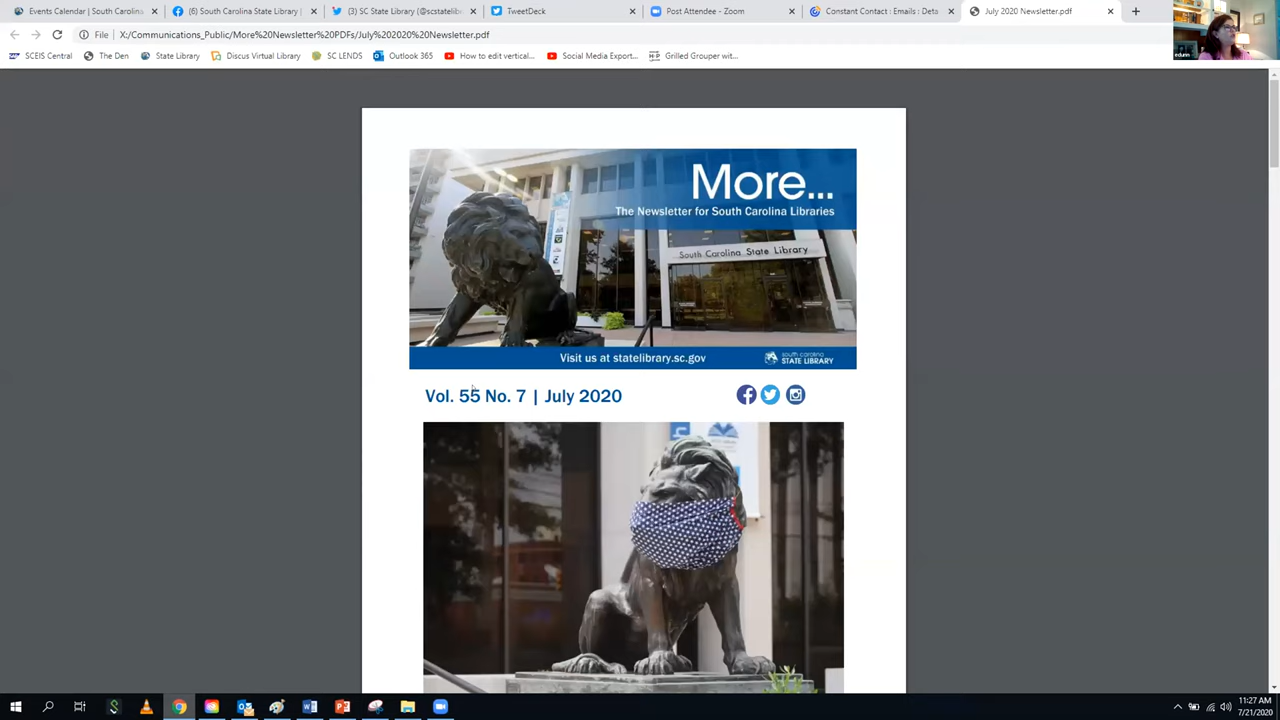 Events Calendar | South Carolina
(6) South Carolina State Library |
(3) SC State Library (@scstatelib
TweetDeck
Post Attendee - Zoom
Constant Contact : Emails : Deta
July 2020 Newsletter.pdf
File
X:/Communications_Public/More%20Newsletter%20PDFs/July%202020%20Newsletter.pdf
SCEIS Central
The Den
State Library
Discus Virtual Library
SC LENDS
Outlook 365
How to edit vertical...
Social Media Export...
Grilled Grouper wit...
edunn
More...
The Newsletter for South Carolina Libraries
South Carolina State Library
Visit us at statelibrary.sc.gov
south carolina
STATE LIBRARY
Vol. 55 No. 7 | July 2020
11:27 AM
7/21/2020